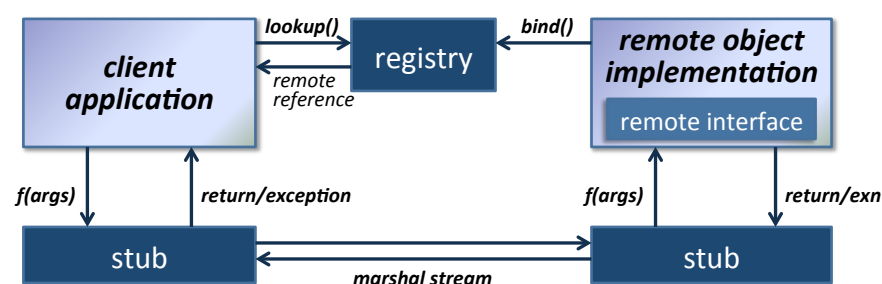 lookup()
bind()
client
application
registry
remote
reference
remote object
implementation
remote interface
f(args)
return/exception
f(args)
return/exn
stub
marshal stream
stub